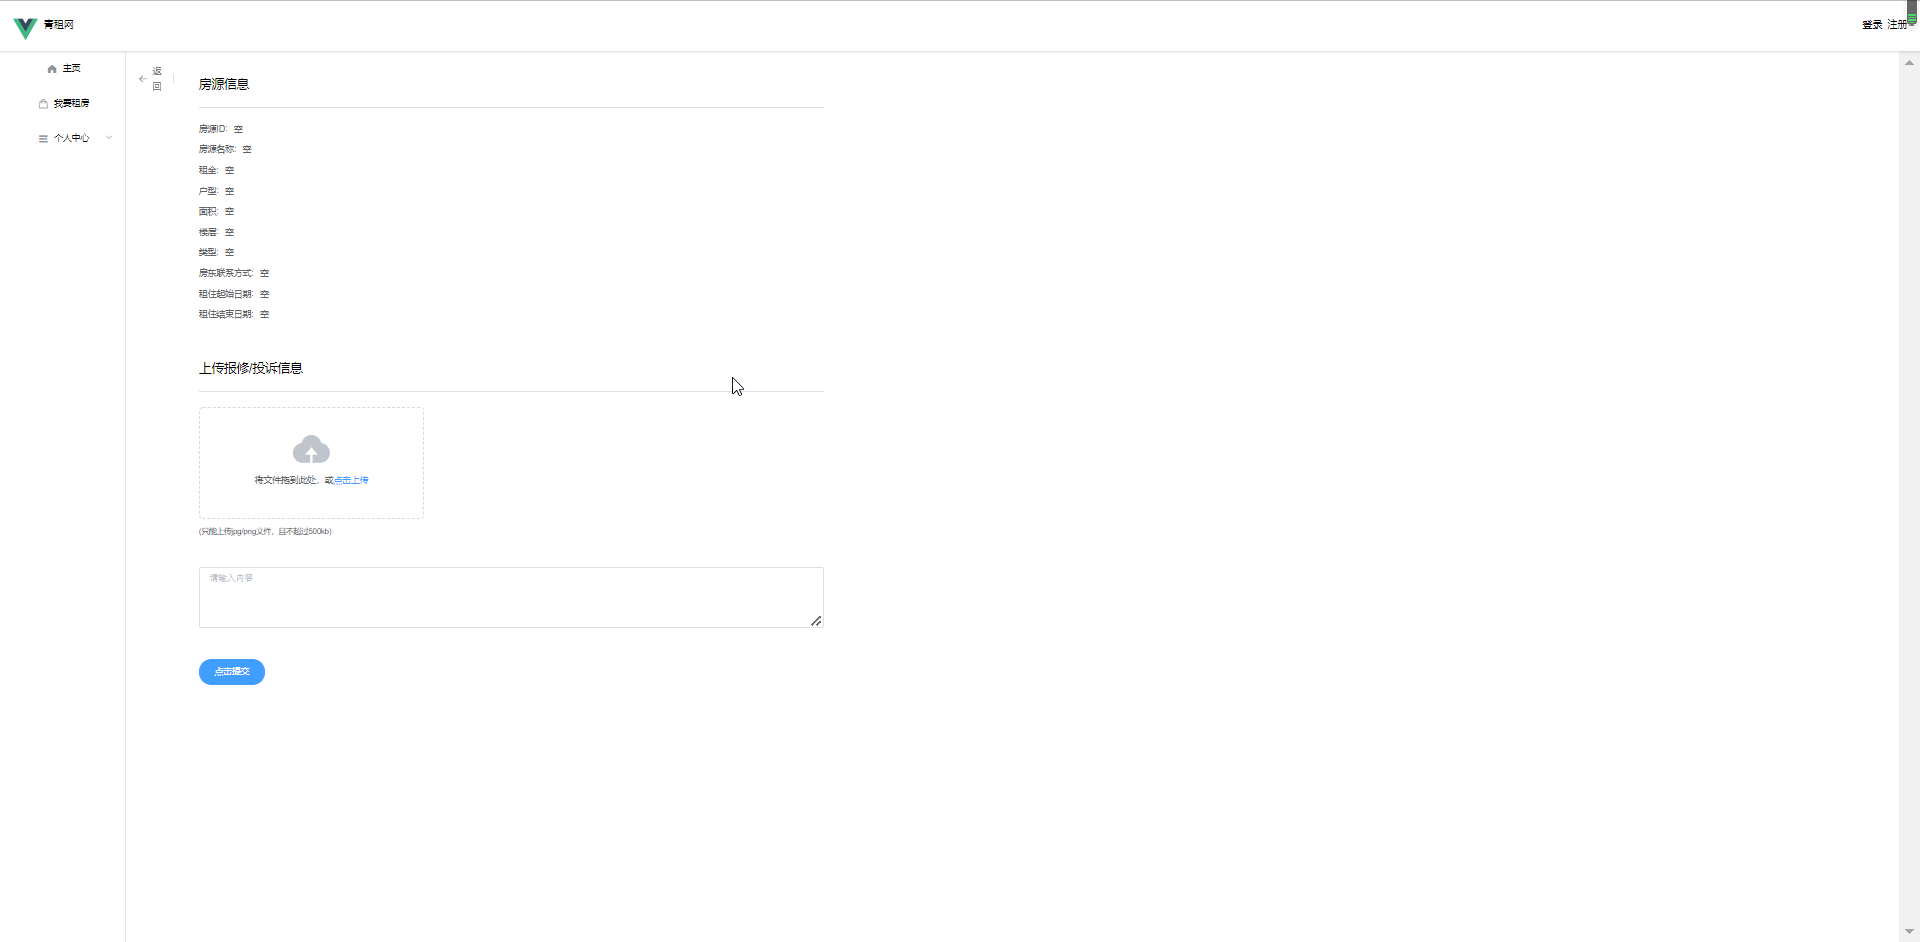 青租网
登录 注册
主页
我要租房
个人中心
返回
房源信息
房源ID: 空
房源名称: 空
租金: 空
户型: 空
面积: 空
楼层: 空
类型: 空
房东联系方式: 空
租住起始日期: 空
租住结束日期: 空
上传报修/投诉信息
将文件拖到此处，或点击上传
(只能上传jpg/png文件，且不超过500kb)
请输入内容
点击提交